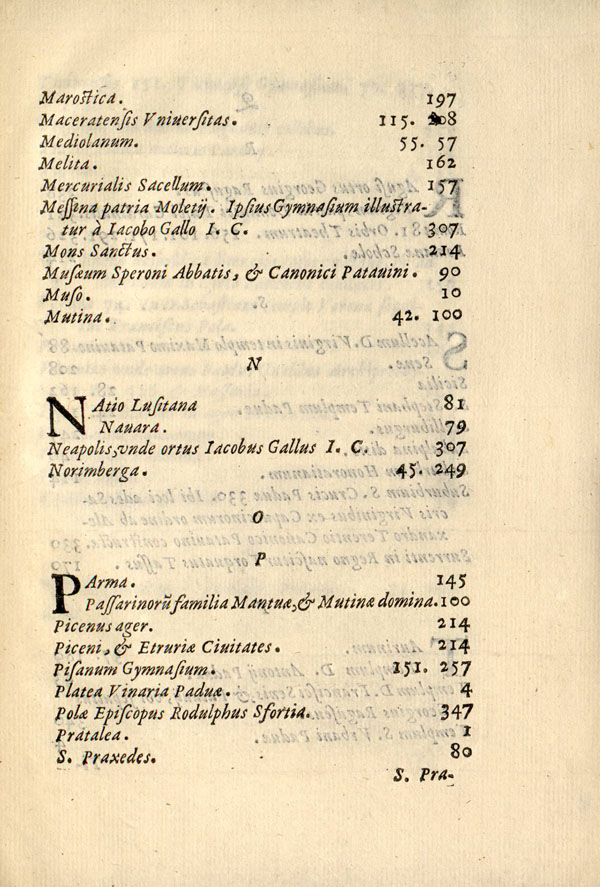 Marostica. 197
Maceratenſis Vniuerſitas. 115. 208
Mediolanum. 55. 57
Melita. 162
Mercurialis Sacellum. 157
Meſſina patria Moletij. Ipſius Gymnaſium illuſtra-
tur à Iacobo Gallo I. C. 307
Mons Sanctus. 214
Muſæum Speroni Abbatis, & Canonici Patauini. 90
Muſo. 10
Mutina. 42. 100
N
NAtio Luſitana 81
Nauara. 79
Neapolis, vnde ortus Iacobus Gallus I. C. 307
Norimberga. 45. 249
O
P
PArma. 145
Paſſarinorũ familia Mantuæ, & Mutinæ domina. 100
Picenus ager. 214
Piceni, & Etruriæ Ciuitates. 214
Piſanum Gymnaſium. 151. 257
Platea Vinaria Paduæ. 4
Polæ Epiſcopus Rodulphus Sfortia. 347
Pratalea. 1
S. Praxedes. 80
S. Pra-